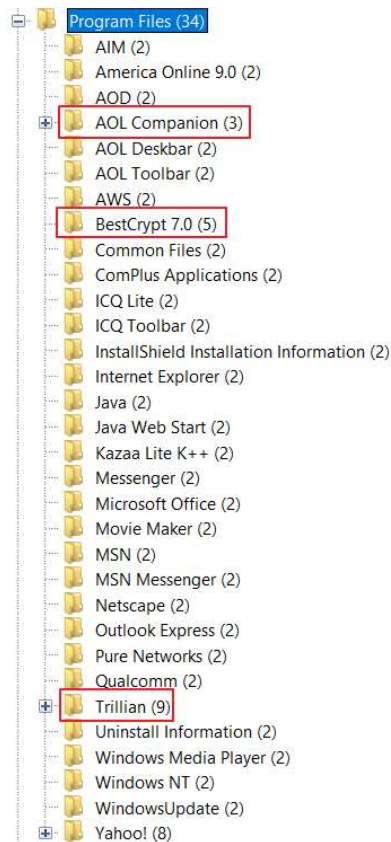 Program Files (34)
AIM (2)
America Online 9.0 (2)
AOD (2)
AOL Companion (3)
AOL Deskbar (2)
AOL Toolbar (2)
AWS (2)
BestCrypt 7.0 (5)
Common Files (2)
ComPlus Applications (2)
ICQ Lite (2)
ICQ Toolbar (2)
InstallShield Installation Information (2)
Internet Explorer (2)
Java (2)
Java Web Start (2)
Kazaa Lite K++ (2)
Messenger (2)
Microsoft Office (2)
Movie Maker (2)
MSN (2)
MSN Messenger (2)
Netscape (2)
Outlook Express (2)
Pure Networks (2)
Qualcomm (2)
Trillian (9)
Uninstall Information (2)
Windows Media Player (2)
Windows NT (2)
WindowsUpdate (2)
Yahoo! (8)